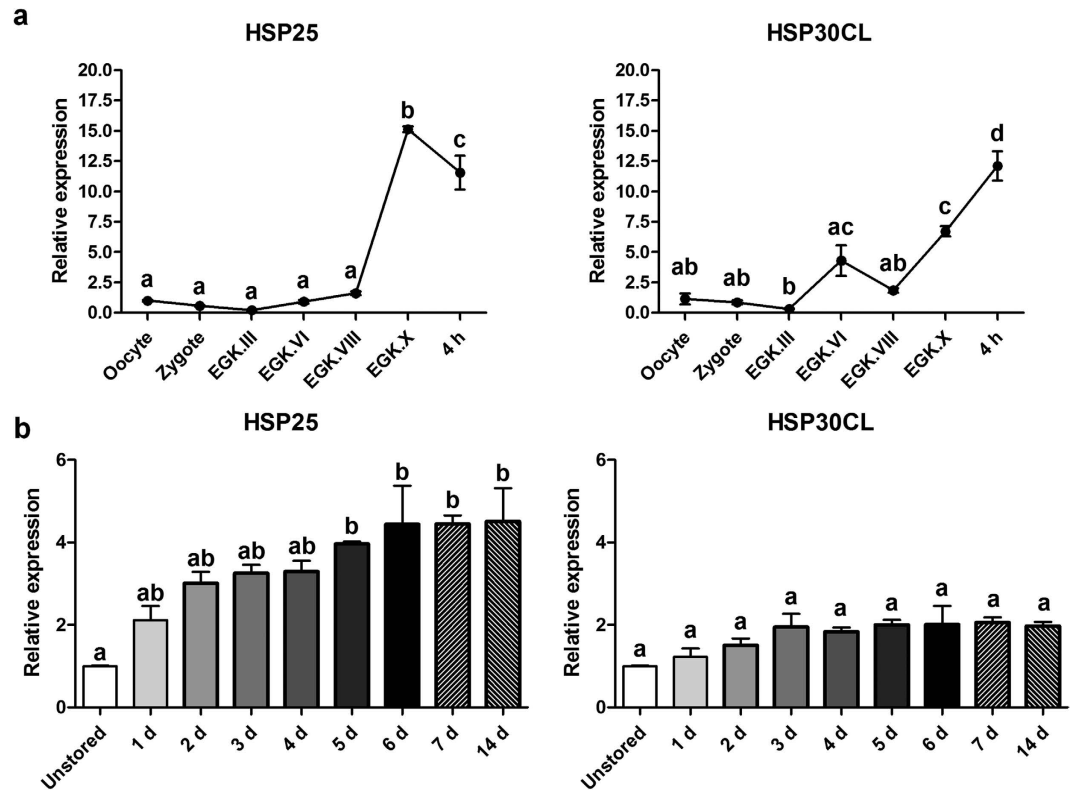 a
HSP25
HSP30CL
Relative expression
20.0
17.5
15.0
12.5
10.0
7.5
5.0
2.5
0.0
a
a
a
a
a
b
c
Oocyte
Zygote
EGK.III
EGK.VI
EGK.VIII
EGK.X
4 h
Relative expression
20.0
17.5
15.0
12.5
10.0
7.5
5.0
2.5
0.0
ab
ab
b
ac
ab
c
d
Oocyte
Zygote
EGK.III
EGK.VI
EGK.VIII
EGK.X
4 h
b
HSP25
HSP30CL
Relative expression
6
4
2
0
a
ab
ab
ab
ab
b
b
b
b
Unstored
1 d
2 d
3 d
4 d
5 d
6 d
7 d
14 d
Relative expression
6
4
2
0
a
a
a
a
a
a
a
a
a
Unstored
1 d
2 d
3 d
4 d
5 d
6 d
7 d
14 d